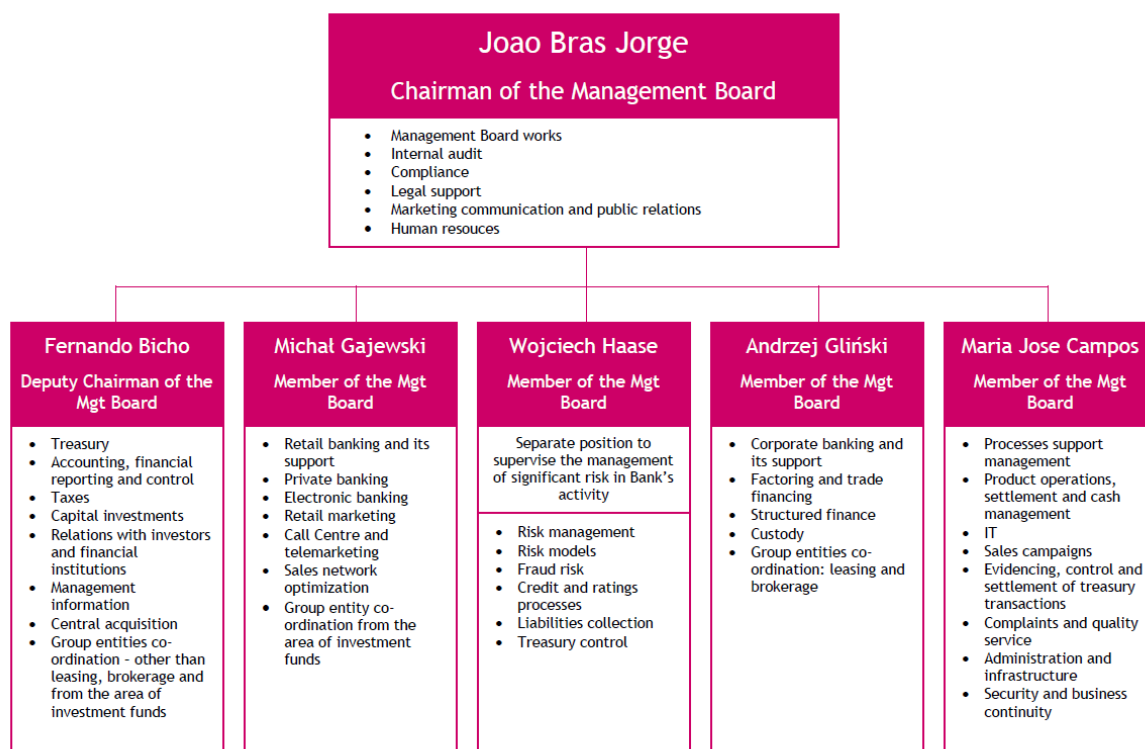 Joao Bras Jorge
Chairman of the Management Board
• Management Board works
• Internal audit
• Compliance
• Legal support
• Marketing communication and public relations
• Human resouces
Fernando Bicho
Deputy Chairman of the
Mgt Board
• Treasury
• Accounting, financial
reporting and control
• Taxes
• Capital investments
• Relations with investors
and financial
institutions
• Management
information
• Central acquisition
• Group entities co-
ordination – other than
leasing, brokerage and
from the area of
investment funds
Michał Gajewski
Member of the Mgt
Board
• Retail banking and its
support
• Private banking
• Electronic banking
• Retail marketing
• Call Centre and
telemarketing
• Sales network
optimization
• Group entity co-
ordination from the
area of investment
funds
Wojciech Haase
Member of the Mgt
Board
Separate position to
supervise the management
of significant risk in Bank’s
activity
• Risk management
• Risk models
• Fraud risk
• Credit and ratings
processes
• Liabilities collection
• Treasury control
Andrzej Gliński
Member of the Mgt
Board
• Corporate banking and
its support
• Factoring and trade
financing
• Structured finance
• Custody
• Group entities co-
ordination: leasing and
brokerage
Maria Jose Campos
Member of the Mgt
Board
• Processes support
management
• Product operations,
settlement and cash
management
• IT
• Sales campaigns
• Evidencing, control and
settlement of treasury
transactions
• Complaints and quality
service
• Administration and
infrastructure
• Security and business
continuity